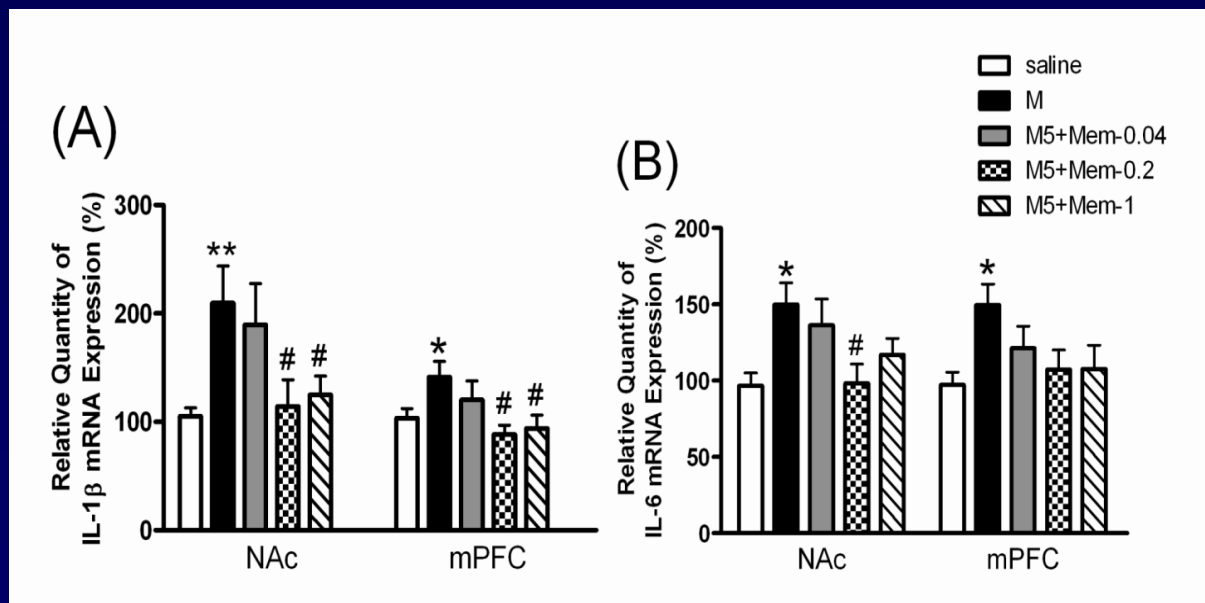 saline
M
M5+Mem-0.04
M5+Mem-0.2
M5+Mem-1
(A)
Relative Quantity of
IL-1β mRNA Expression (%)
300
200
100
0
**
# #
*
# #
NAc mPFC
(B)
Relative Quantity of
IL-6 mRNA Expression (%)
200
150
100
50
0
*
#
*
NAc mPFC